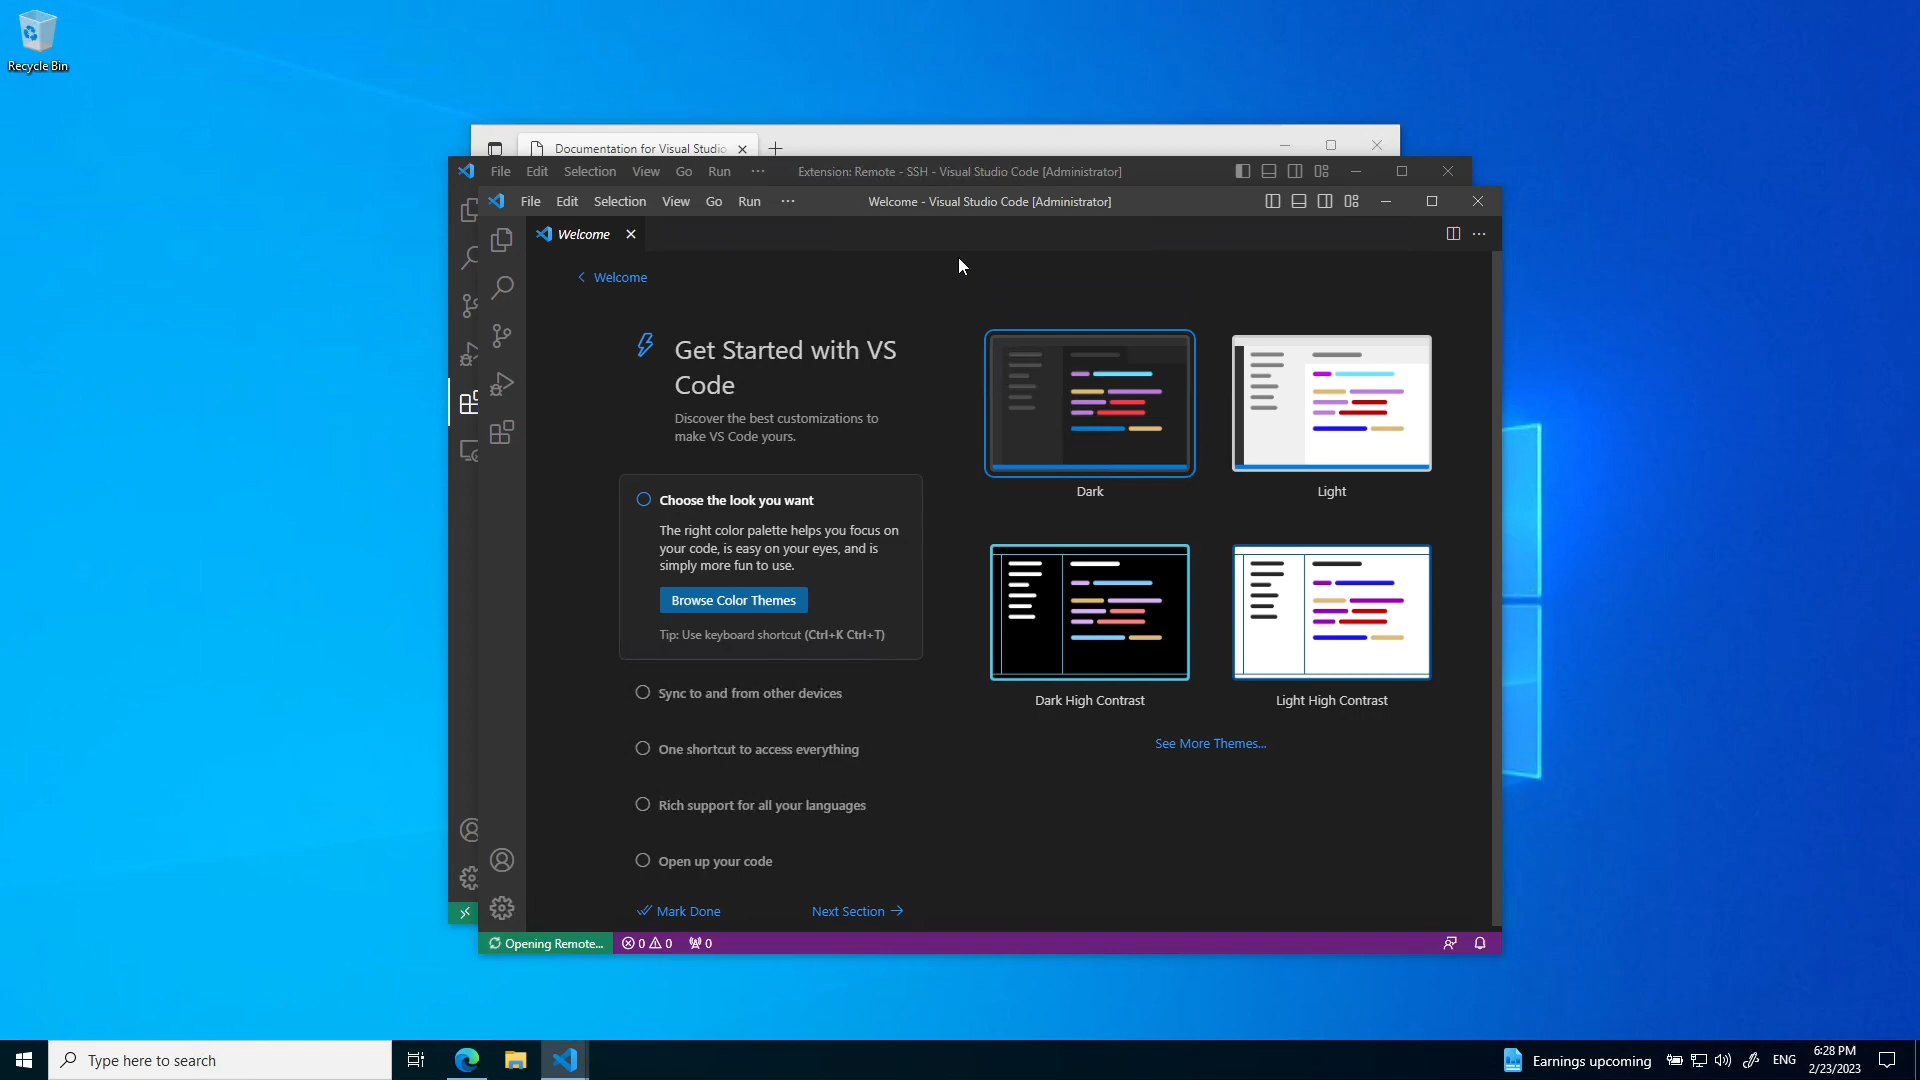 Recycle Bin
Documentation for Visual Studio
File Edit Selection View Go Run ··· Extension: Remote - SSH - Visual Studio Code [Administrator]
File Edit Selection View Go Run ··· Welcome - Visual Studio Code [Administrator]
Welcome
Welcome
Get Started with VS
Code
Discover the best customizations to
make VS Code yours.
Choose the look you want
The right color palette helps you focus on
your code, is easy on your eyes, and is
simply more fun to use.
Browse Color Themes
Tip: Use keyboard shortcut (Ctrl+K Ctrl+T)
Sync to and from other devices
One shortcut to access everything
Rich support for all your languages
Open up your code
Mark Done
Next Section
Dark
Light
Dark High Contrast
Light High Contrast
See More Themes...
Opening Remote... 0 0 0
Type here to search
Earnings upcoming
ENG
6:28 PM
2/23/2023